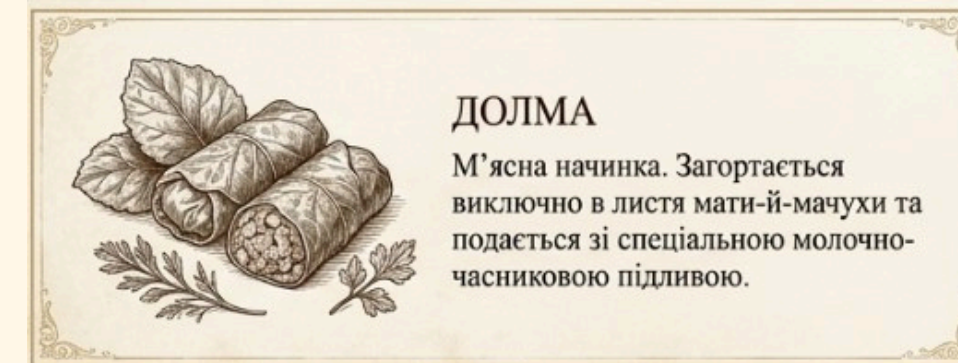 ДОЛМА
М’ясна начинка. Загортається
виключно в листя мати-й-мачухи та
подається зі спеціальною молочно-
часниковою підливою.